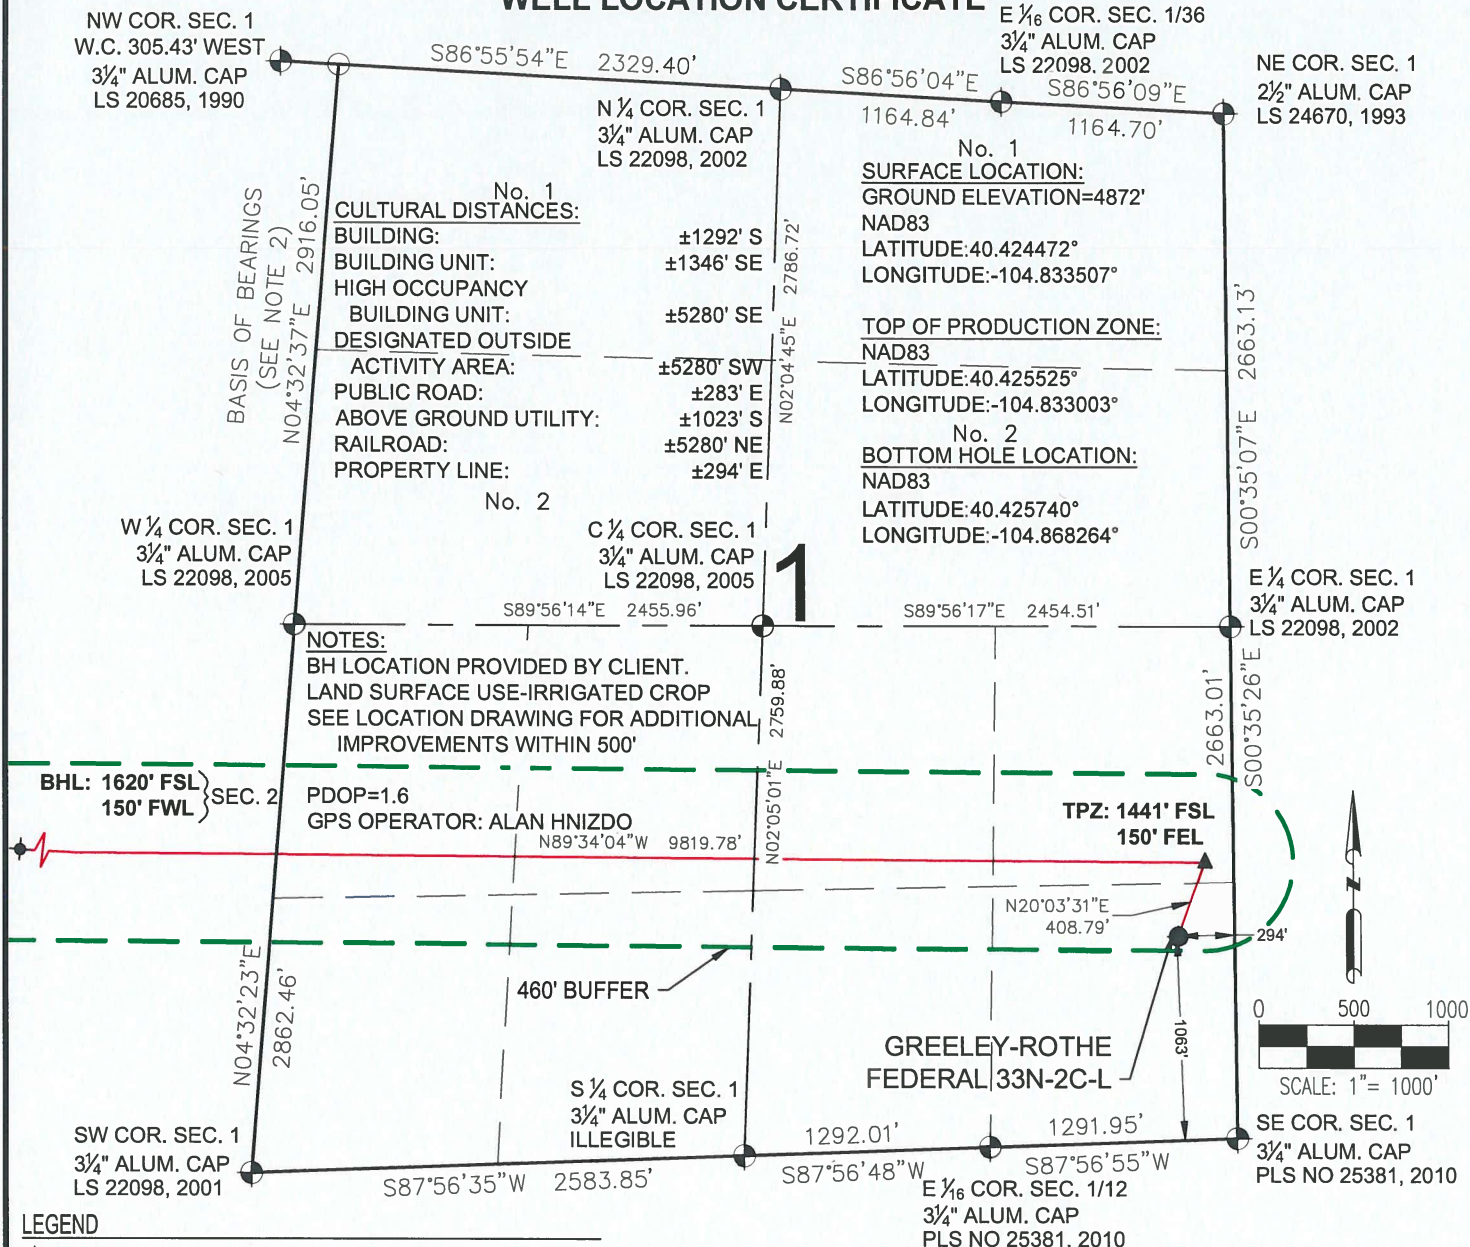 WELL LOCATION CERTIFICATE
NW COR. SEC. 1
W.C. 305.43' WEST
3¼" ALUM. CAP
LS 20685, 1990
S86°55'54"E 2329.40'
N ¼ COR. SEC. 1
3¼" ALUM. CAP
LS 22098, 2002
S86°56'04"E
1164.84'
E 1/16 COR. SEC. 1/36
3¼" ALUM. CAP
LS 22098, 2002
S86°56'09"E
1164.70'
NE COR. SEC. 1
2½" ALUM. CAP
LS 24670, 1993
BASIS OF BEARINGS
(SEE NOTE 2)
N04°32'37"E 2916.05'
No. 1
CULTURAL DISTANCES:
BUILDING: ±1292' S
BUILDING UNIT: ±1346' SE
HIGH OCCUPANCY
BUILDING UNIT: ±5280' SE
DESIGNATED OUTSIDE
ACTIVITY AREA: ±5280' SW
PUBLIC ROAD: ±283' E
ABOVE GROUND UTILITY: ±1023' S
RAILROAD: ±5280' NE
PROPERTY LINE: ±294' E
No. 2
N02°04'45"E 2786.72'
No. 1
SURFACE LOCATION:
GROUND ELEVATION=4872'
NAD83
LATITUDE:40.424472°
LONGITUDE:-104.833507°
TOP OF PRODUCTION ZONE:
NAD83
LATITUDE:40.425525°
LONGITUDE:-104.833003°
No. 2
BOTTOM HOLE LOCATION:
NAD83
LATITUDE:40.425740°
LONGITUDE:-104.868264°
S00°35'07"E 2663.13'
W ¼ COR. SEC. 1
3¼" ALUM. CAP
LS 22098, 2005
C ¼ COR. SEC. 1
3¼" ALUM. CAP
LS 22098, 2005
1
E ¼ COR. SEC. 1
3¼" ALUM. CAP
LS 22098, 2002
S89°56'14"E 2455.96'
S89°56'17"E 2454.51'
NOTES:
BH LOCATION PROVIDED BY CLIENT.
LAND SURFACE USE-IRRIGATED CROP
SEE LOCATION DRAWING FOR ADDITIONAL
IMPROVEMENTS WITHIN 500'
N02°05'01"E 2759.88'
2663.01'
S00°35'26"E
BHL: 1620' FSL
150' FWL
SEC. 2
PDOP=1.6
GPS OPERATOR: ALAN HNIZDO
N89°34'04"W 9819.78'
TPZ: 1441' FSL
150' FEL
N20°03'31"E
408.79'
294'
N
460' BUFFER
N04°32'23"E
2862.46'
GREELEY-ROTHE
FEDERAL 33N-2C-L
1063'
0 500 1000
SCALE: 1"= 1000'
SW COR. SEC. 1
3¼" ALUM. CAP
LS 22098, 2001
S87°56'35"W 2583.85'
S ¼ COR. SEC. 1
3¼" ALUM. CAP
ILLEGIBLE
1292.01'
S87°56'48"W
1291.95'
S87°56'55"W
E 1/16 COR. SEC. 1/12
3¼" ALUM. CAP
PLS NO 25381, 2010
SE COR. SEC. 1
3¼" ALUM. CAP
PLS NO 25381, 2010
LEGEND